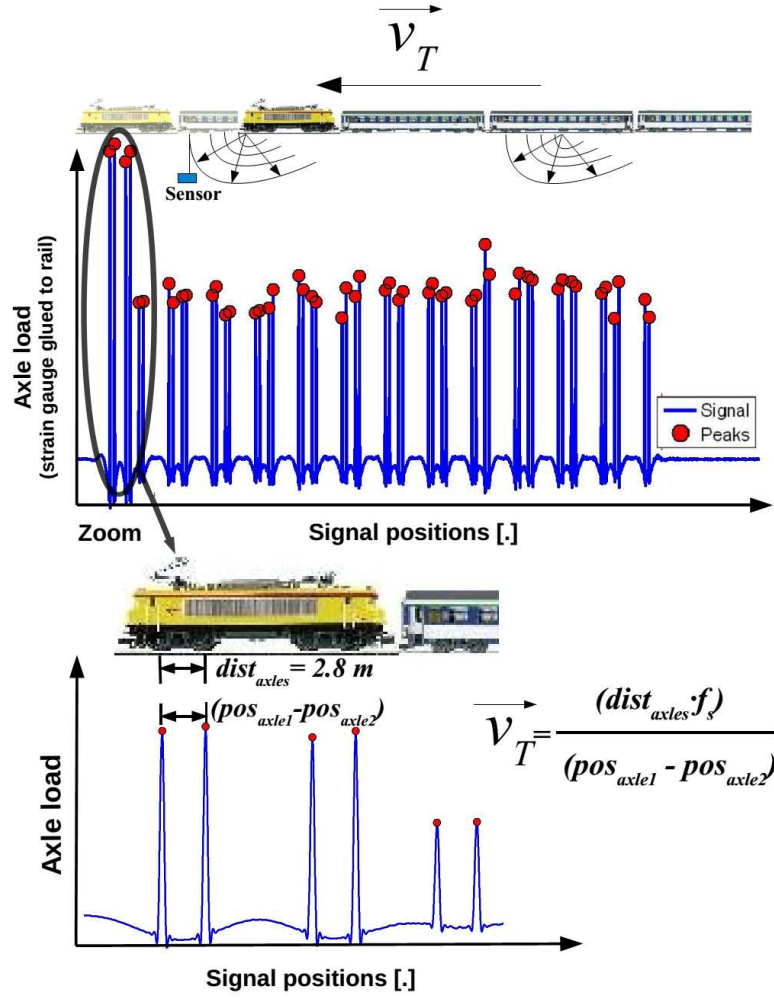 v_T
Sensor
Axle load
(strain gauge glued to rail)
Signal
Peaks
Zoom
Signal positions [.]
dist_axles = 2.8 m
(pos_axle1-pos_axle2)
v_T = (dist_axles·f_s)
(pos_axle1 - pos_axle2)
Axle load
Signal positions [.]